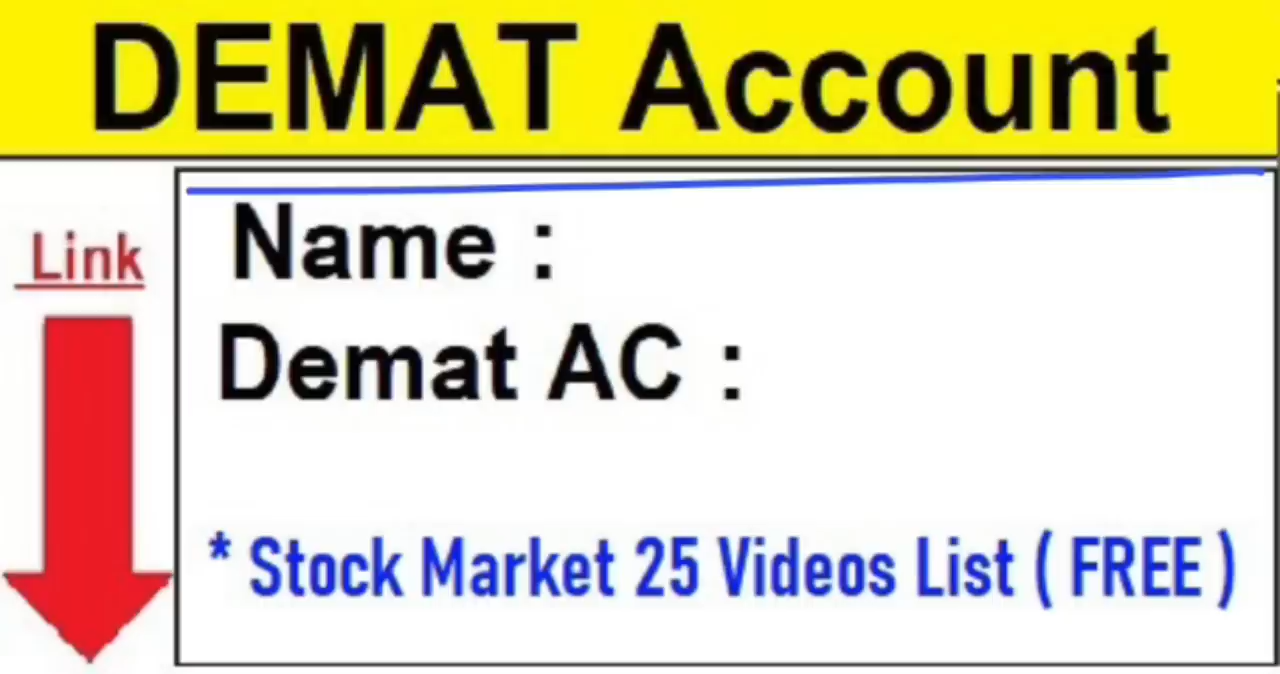 DEMAT Account
Link
Name :
Demat AC :
* Stock Market 25 Videos List ( FREE )